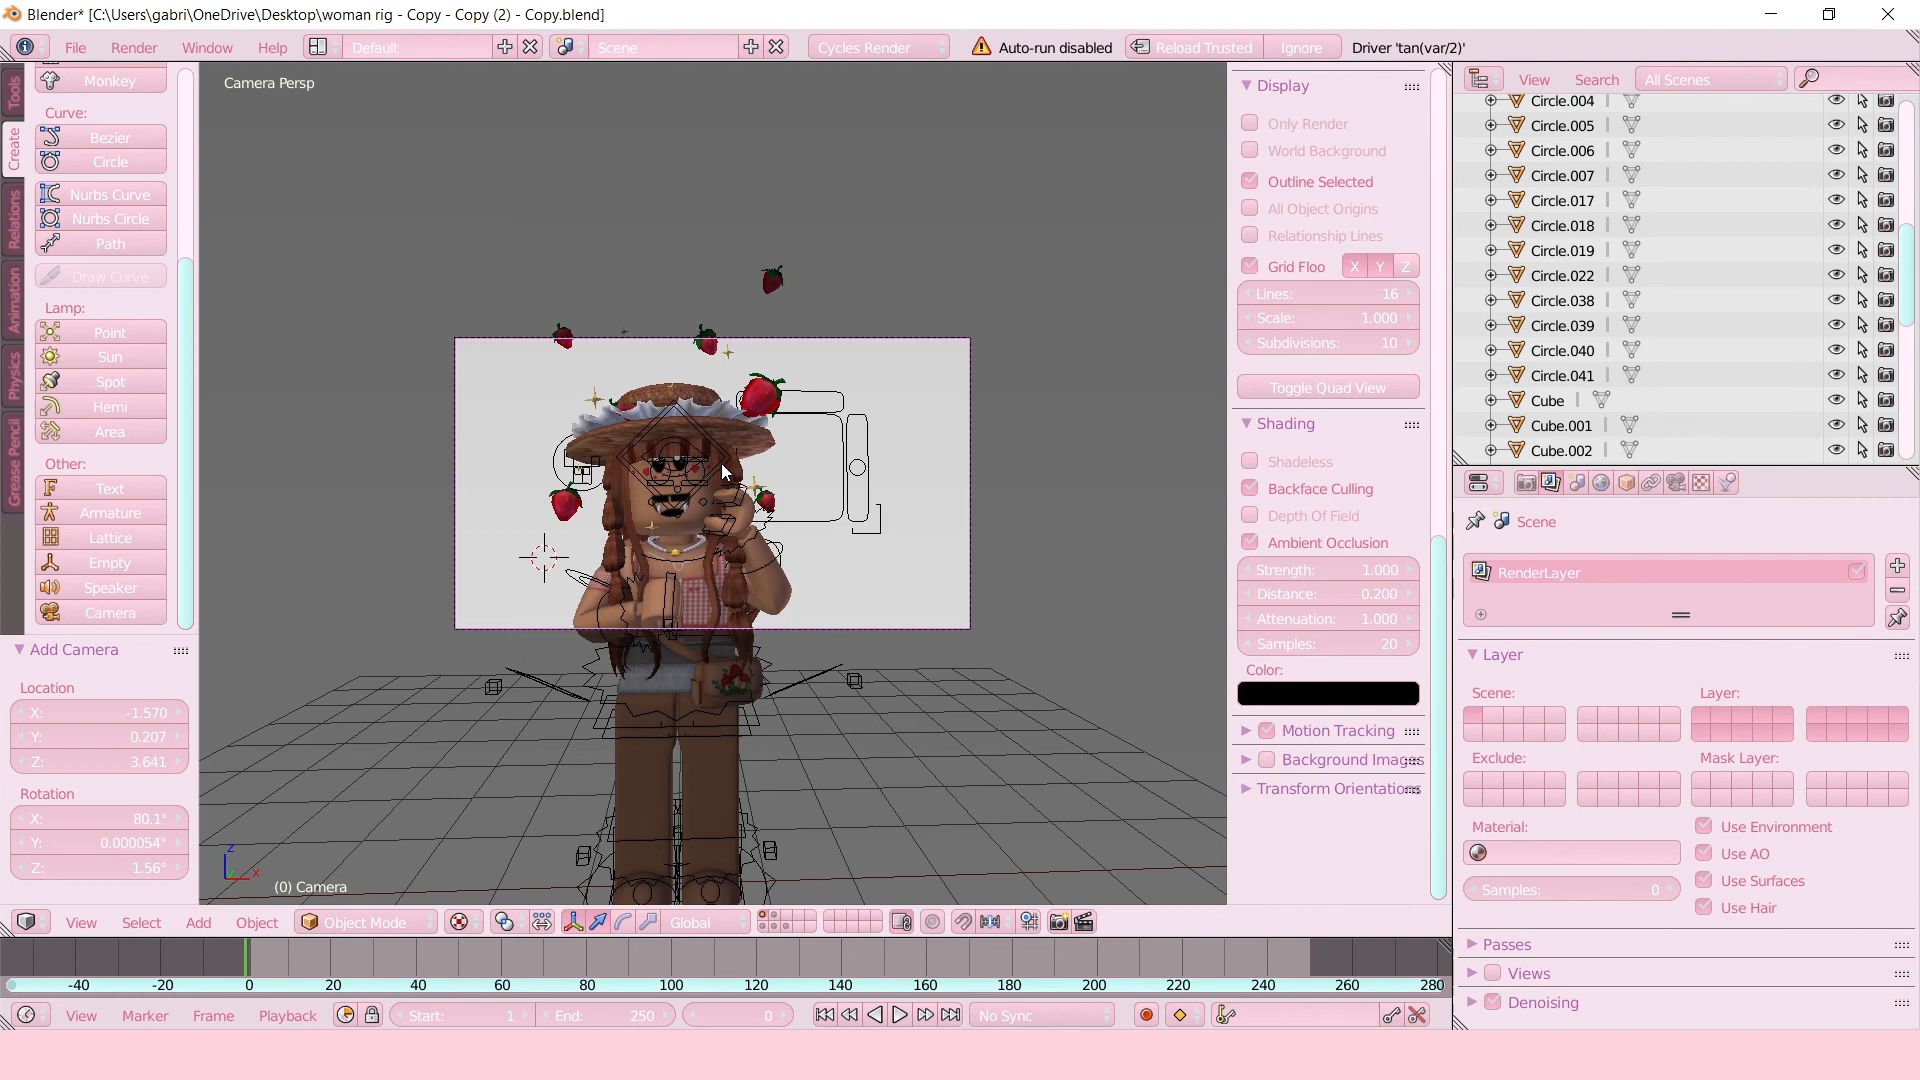 Blender* [C:\Users\gabri\OneDrive\Desktop\woman rig - Copy - Copy (2) - Copy.blend]
File Render Window Help Default Scene Cycles Render Auto-run disabled Reload Trusted Ignore Driver 'tan(var/2)'
Tools
Create
Relations
Animation
Physics
Grease Pencil
Monkey
Curve:
Bezier
Circle
Nurbs Curve
Nurbs Circle
Path
Draw Curve
Lamp:
Point
Sun
Spot
Hemi
Area
Other:
Text
Armature
Lattice
Empty
Speaker
Camera
Add Camera
Location
X: -1.570
Y: 0.207
Z: 3.641
Rotation
X: 80.1°
Y: 0.000054°
Z: 1.56°
Camera Persp
z
x
(0) Camera
Display
Only Render
World Background
Outline Selected
All Object Origins
Relationship Lines
Grid Floo X Y Z
Lines: 16
Scale: 1.000
Subdivisions: 10
Toggle Quad View
Shading
Shadeless
Backface Culling
Depth Of Field
Ambient Occlusion
Strength: 1.000
Distance: 0.200
Attenuation: 1.000
Samples: 20
Color:
Motion Tracking
Background Images
Transform Orientations
View Search All Scenes
Circle.004
Circle.005
Circle.006
Circle.007
Circle.017
Circle.018
Circle.019
Circle.022
Circle.038
Circle.039
Circle.040
Circle.041
Cube
Cube.001
Cube.002
Scene
RenderLayer
Layer
Scene: Layer:
Exclude: Mask Layer:
Material:
Samples: 0
Use Environment
Use AO
Use Surfaces
Use Hair
Passes
Views
Denoising
View Select Add Object Object Mode Global
-40 -20 0 20 40 60 80 100 120 140 160 180 200 220 240 260 280
View Marker Frame Playback Start: 1 End: 250 0 No Sync